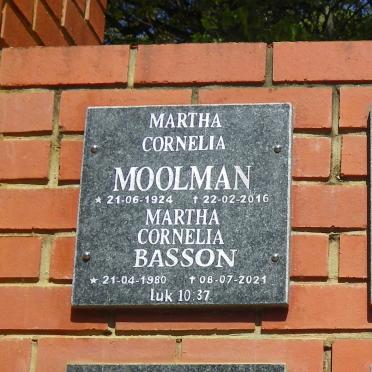 MARTHA
CORNELIA
MOOLMAN
* 21-06-1924 † 22-02-2016
MARTHA
CORNELIA
BASSON
* 21-04-1980 † 08-07-2021
luk 10:37